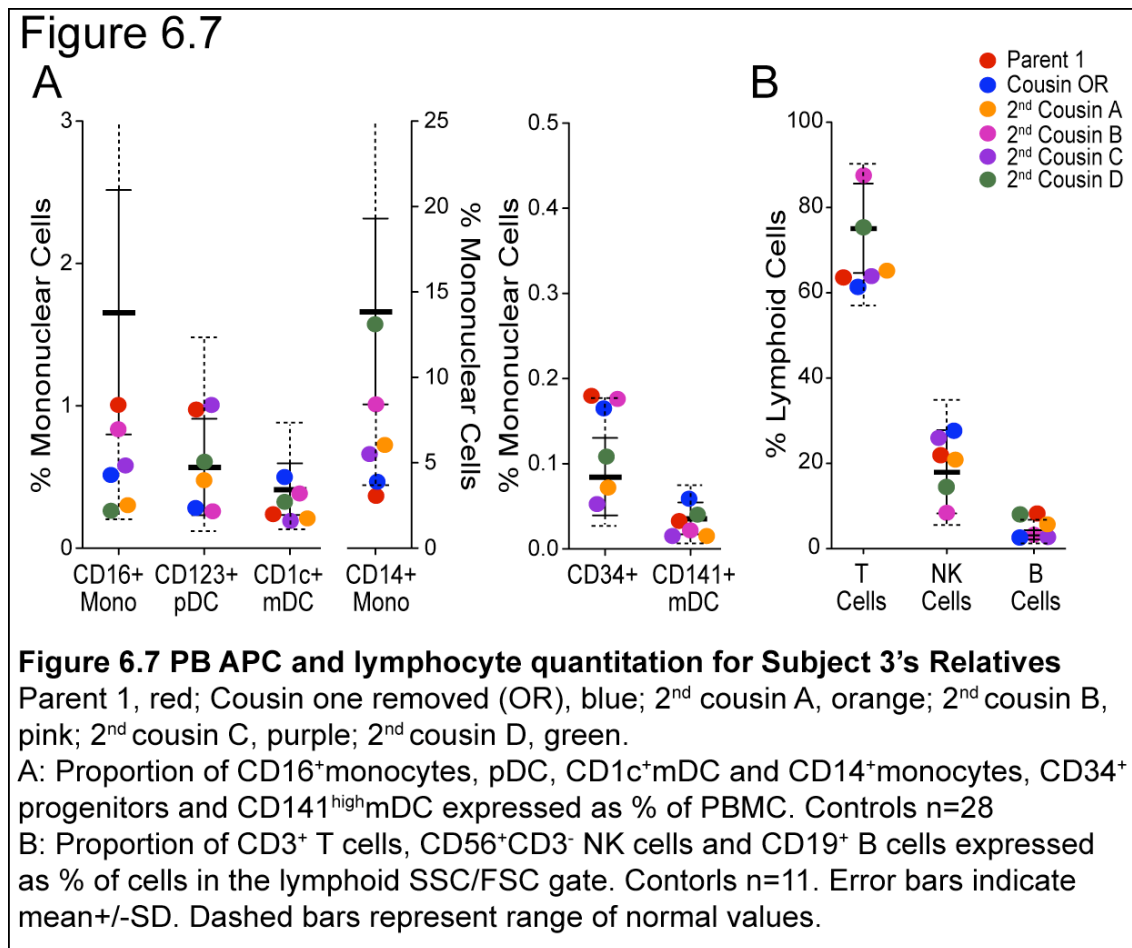 Figure 6.7
A
B
Parent 1
Cousin OR
2nd Cousin A
2nd Cousin B
2nd Cousin C
2nd Cousin D
% Mononuclear Cells
3
2
1
0
% Mononuclear Cells
25
20
15
10
5
0
CD16+ Mono
CD123+ pDC
CD1c+ mDC
CD14+ Mono
% Mononuclear Cells
0.5
0.4
0.3
0.2
0.1
0.0
CD34+
CD141+ mDC
% Lymphoid Cells
100
80
60
40
20
0
T Cells
NK Cells
B Cells
Figure 6.7 PB APC and lymphocyte quantitation for Subject 3's Relatives
Parent 1, red; Cousin one removed (OR), blue; 2nd cousin A, orange; 2nd cousin B,
pink; 2nd cousin C, purple; 2nd cousin D, green.
A: Proportion of CD16+monocytes, pDC, CD1c+mDC and CD14+monocytes, CD34+
progenitors and CD141highmDC expressed as % of PBMC. Controls n=28
B: Proportion of CD3+ T cells, CD56+CD3- NK cells and CD19+ B cells expressed
as % of cells in the lymphoid SSC/FSC gate. Contorls n=11. Error bars indicate
mean+/-SD. Dashed bars represent range of normal values.